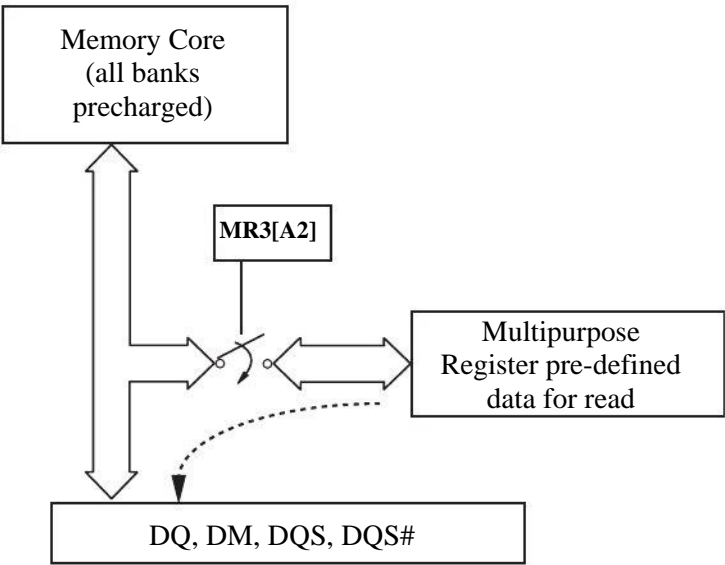 Memory Core
(all banks
precharged)
MR3[A2]
Multipurpose
Register pre-defined
data for read
DQ, DM, DQS, DQS#